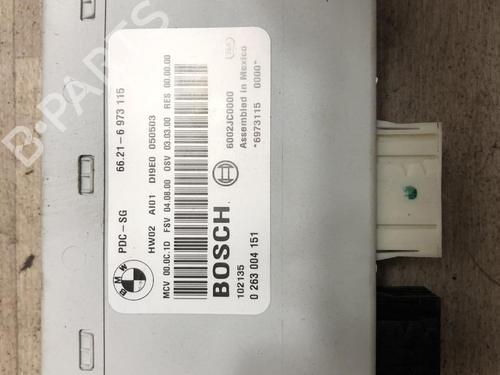 PDC-SG
66.21-6 973 115
HW02 AI01 DI9E0 050503
MCV 00.0C.1D FSV 04.08.00 OSV 03.03.00 RES 00.00.00
BOSCH
102135
0 263 004 151
6002JC0000
Assembled in Mexico
*6973115 0000*
BMW
B-Parts